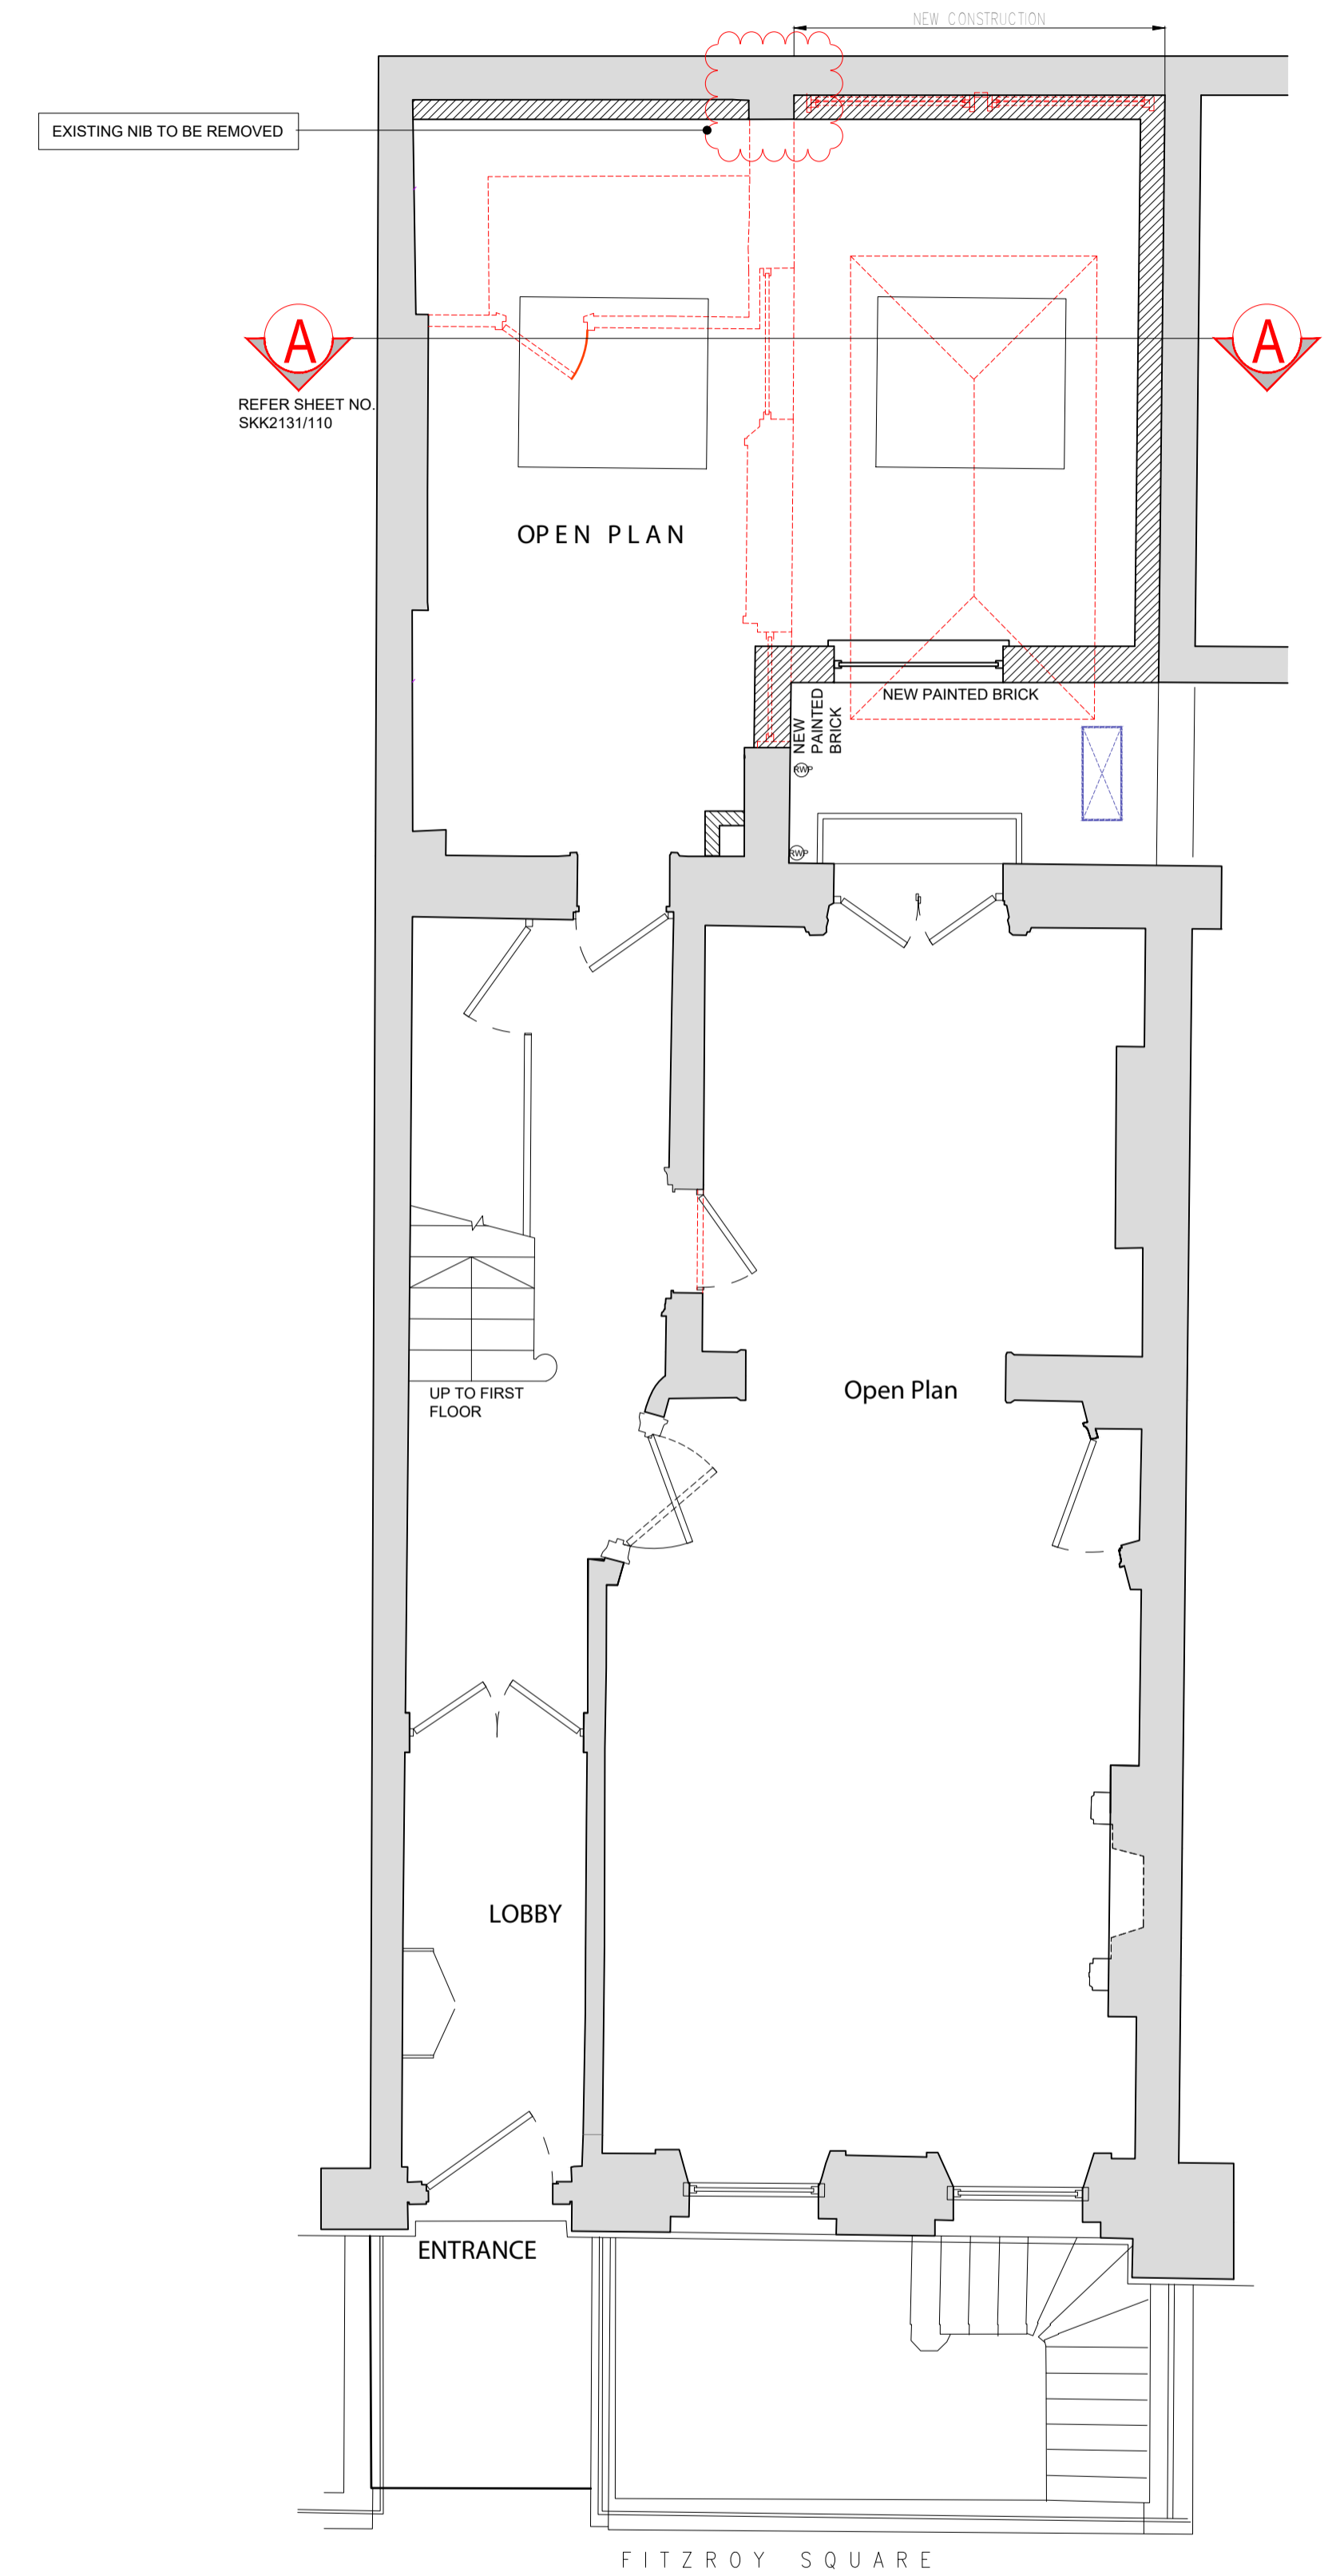 NEW CONSTRUCTION
EXISTING NIB TO BE REMOVED
A
A
REFER SHEET NO.
SKK2131/110
OPEN PLAN
NEW PAINTED BRICK
NEW
PAINTED
BRICK
RWP
RWP
UP TO FIRST
FLOOR
Open Plan
LOBBY
ENTRANCE
FITZROY SQUARE